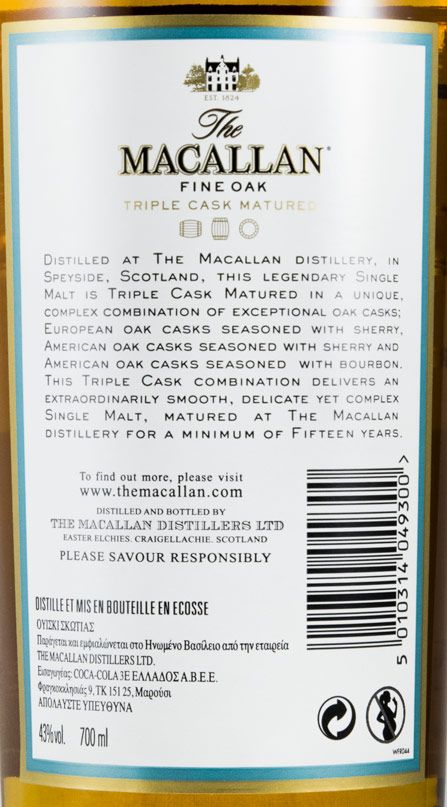 EST. 1824
The
MACALLAN®
FINE OAK
TRIPLE CASK MATURED
DISTILLED AT THE MACALLAN DISTILLERY, IN
SPEYSIDE, SCOTLAND, THIS LEGENDARY SINGLE
MALT IS TRIPLE CASK MATURED IN A UNIQUE,
COMPLEX COMBINATION OF EXCEPTIONAL OAK CASKS;
EUROPEAN OAK CASKS SEASONED WITH SHERRY,
AMERICAN OAK CASKS SEASONED WITH SHERRY AND
AMERICAN OAK CASKS SEASONED WITH BOURBON.
THIS TRIPLE CASK COMBINATION DELIVERS AN
EXTRAORDINARILY SMOOTH, DELICATE YET COMPLEX
SINGLE MALT, MATURED AT THE MACALLAN
DISTILLERY FOR A MINIMUM OF FIFTEEN YEARS.
To find out more, please visit
www.themacallan.com
DISTILLED AND BOTTLED BY
THE MACALLAN DISTILLERS LTD
EASTER ELCHIES. CRAIGELLACHIE. SCOTLAND
PLEASE SAVOUR RESPONSIBLY
5 010314 049300 >
DISTILLE ET MIS EN BOUTEILLE EN ECOSSE
ΟΥΙΣΚΙ ΣΚΩΤΙΑΣ
Παράγεται και εμφιαλώνεται στο Ηνωμένο Βασίλειο από την εταιρεία
THE MACALLAN DISTILLERS LTD.
Εισαγωγέας: COCA-COLA 3E ΕΛΛΑΔΟΣ Α.Β.Ε.Ε.
Φραγκοκκλησιάς 9, ΤΚ 151 25, Μαρούσι
ΑΠΟΛΑΥΣΤΕ ΥΠΕΥΘΥΝΑ
43%vol. 700 ml
WFR044